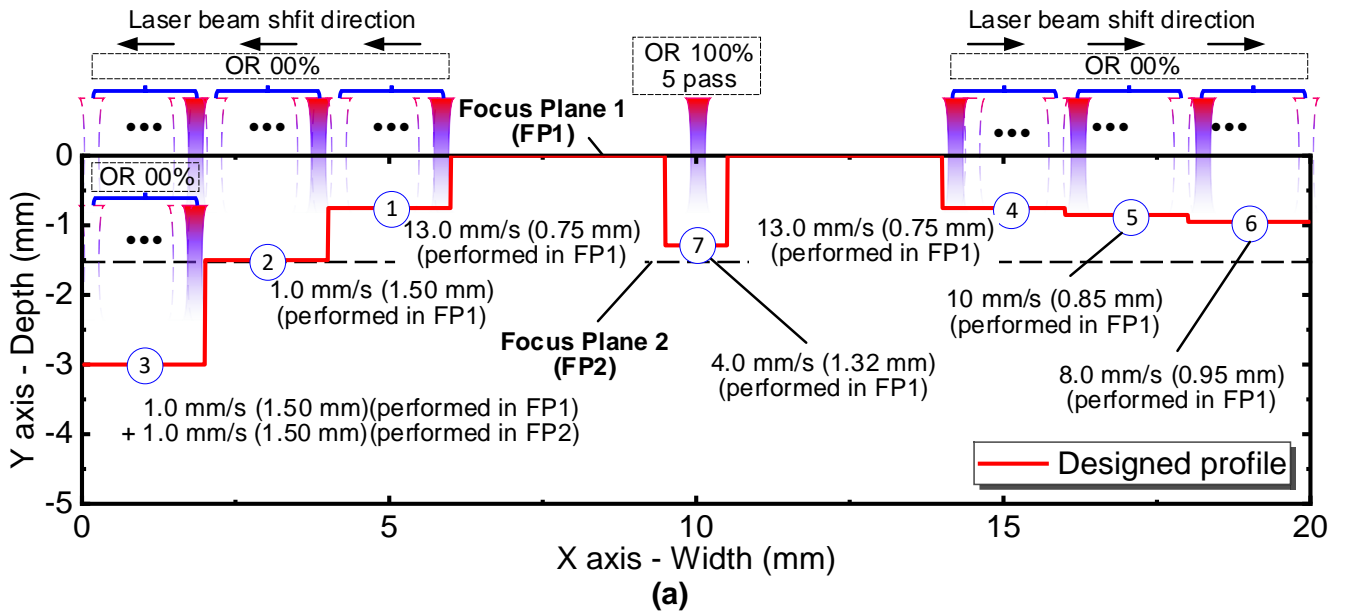 Laser beam shfit direction
Laser beam shift direction
OR 00%
OR 100%
5 pass
OR 00%
Focus Plane 1
(FP1)
OR 00%
0
-1
-2
-3
-4
-5
Y axis - Depth (mm)
1
13.0 mm/s (0.75 mm)
(performed in FP1)
2
1.0 mm/s (1.50 mm)
(performed in FP1)
3
1.0 mm/s (1.50 mm)(performed in FP1)
+ 1.0 mm/s (1.50 mm)(performed in FP2)
Focus Plane 2
(FP2)
7
4.0 mm/s (1.32 mm)
(performed in FP1)
13.0 mm/s (0.75 mm)
(performed in FP1)
4
5
6
10 mm/s (0.85 mm)
(performed in FP1)
8.0 mm/s (0.95 mm)
(performed in FP1)
Designed profile
0
5
10
15
20
X axis - Width (mm)
(a)